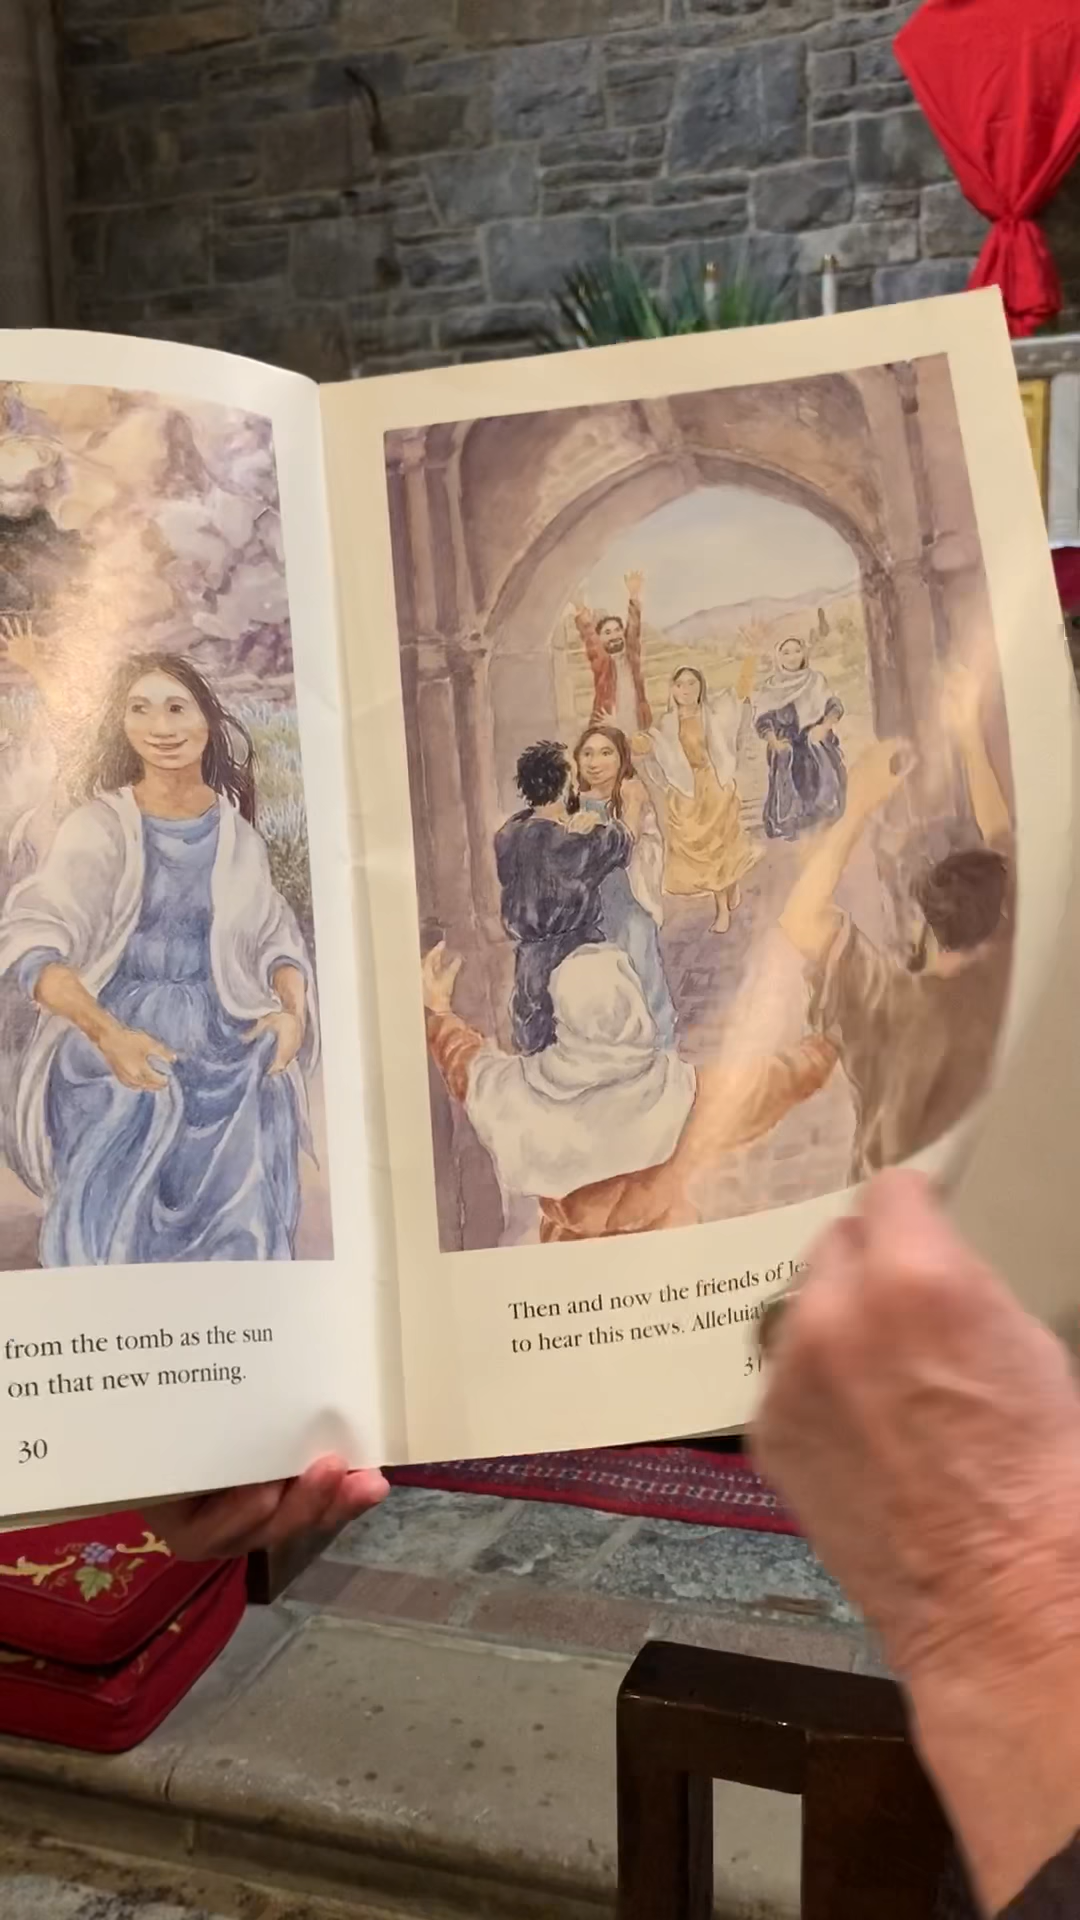 from the tomb as the sun
on that new morning.
30
Then and now the friends of
to hear this news. Alleluia!
31